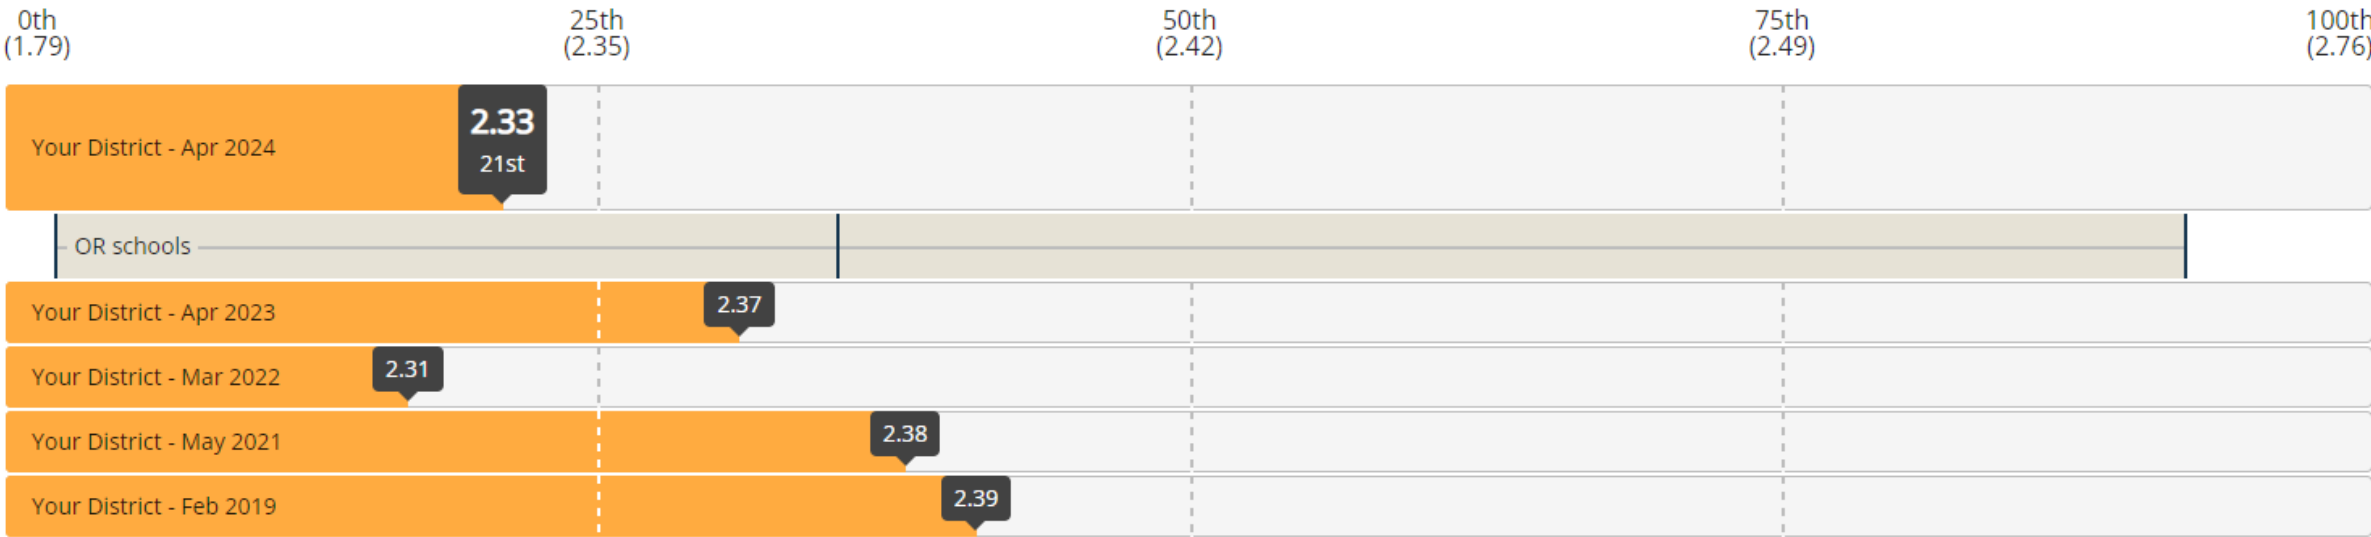 0th 25th 50th 75th 100th
(1.79) (2.35) (2.42) (2.49) (2.76)
2.33
Your District - Apr 2024
21st
OR schools
Your District - Apr 2023 2.37
Your District - Mar 2022 2.31
Your District - May 2021 2.38
Your District - Feb 2019 2.39